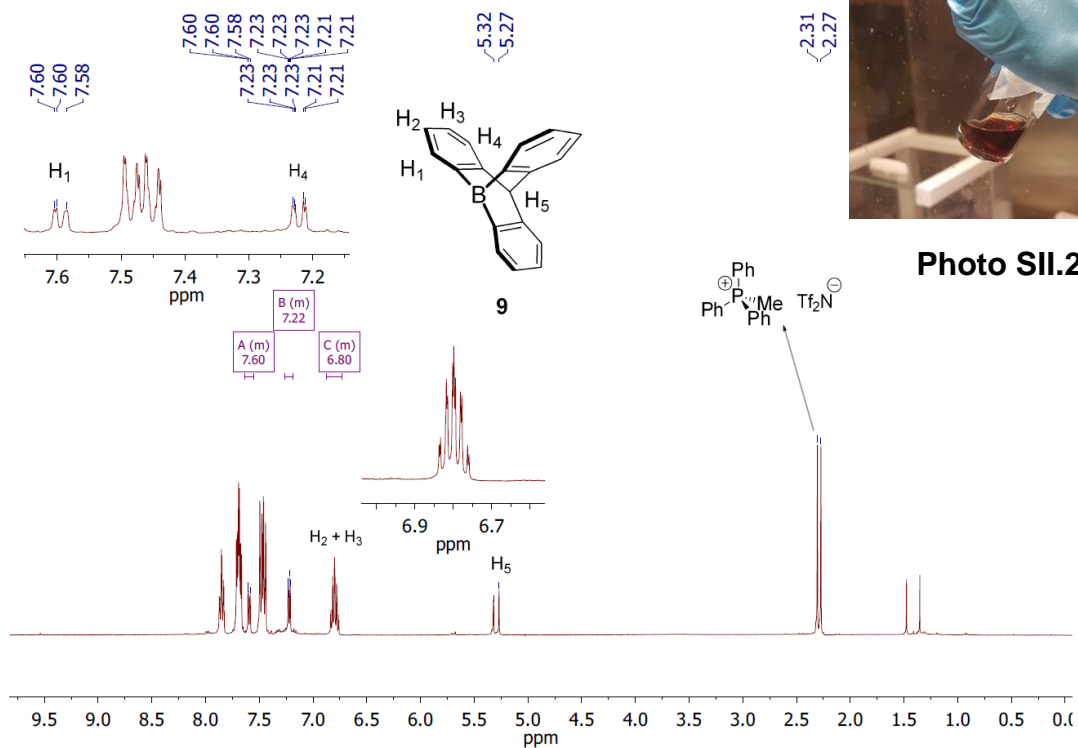 7.60
7.60
7.58
7.23
7.23
7.23
7.21
7.21
7.60
7.60
7.58
7.23
7.23
7.23
7.21
7.21
5.32
5.27
2.31
2.27
H1
H4
7.6 7.5 7.4 7.3 7.2
ppm
H3
H2
H4
H1
B
H5
9
Photo SII.2
Ph
⊕
Ph P Me Tf2N ⊖
Ph
B (m)
7.22
A (m)
7.60
C (m)
6.80
6.9 6.7
ppm
H2 + H3
H5
9.5 9.0 8.5 8.0 7.5 7.0 6.5 6.0 5.5 5.0 4.5 4.0 3.5 3.0 2.5 2.0 1.5 1.0 0.5
ppm